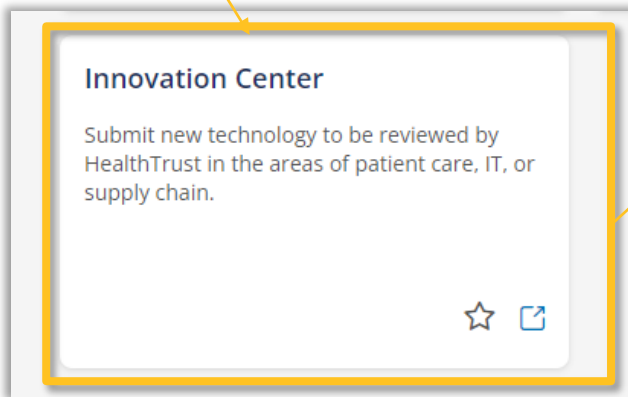 Innovation Center
Submit new technology to be reviewed by
HealthTrust in the areas of patient care, IT, or
supply chain.